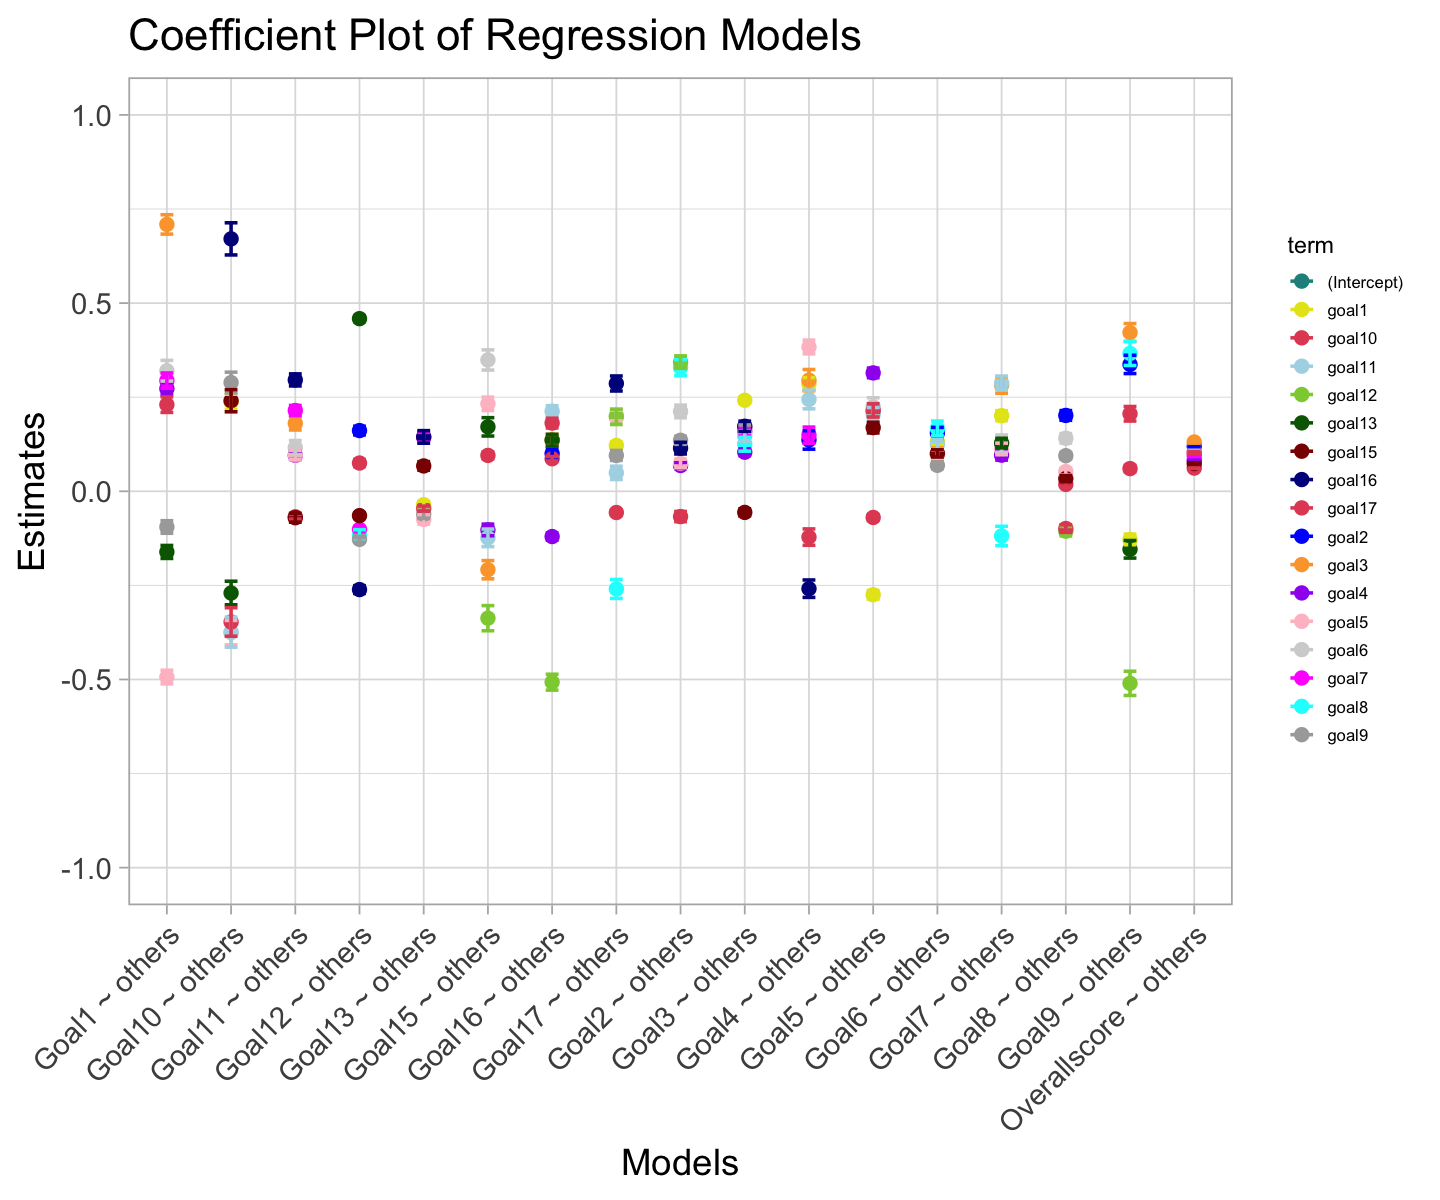 Coefficient Plot of Regression Models
Estimates
1.0
0.5
0.0
-0.5
-1.0
Goal1 ~ others
Goal10 ~ others
Goal11 ~ others
Goal12 ~ others
Goal13 ~ others
Goal15 ~ others
Goal16 ~ others
Goal17 ~ others
Goal2 ~ others
Goal3 ~ others
Goal4 ~ others
Goal5 ~ others
Goal6 ~ others
Goal7 ~ others
Goal8 ~ others
Goal9 ~ others
Overallscore ~ others
Models
term
(Intercept)
goal1
goal10
goal11
goal12
goal13
goal15
goal16
goal17
goal2
goal3
goal4
goal5
goal6
goal7
goal8
goal9